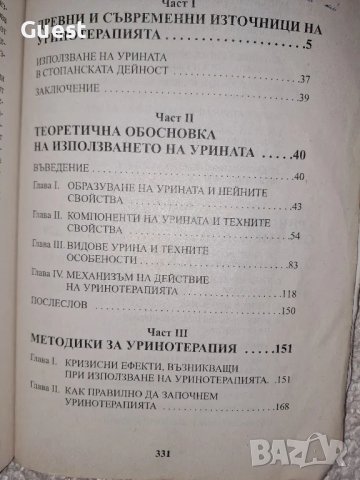 Част I
ДРЕВНИ И СЪВРЕМЕННИ ИЗТОЧНИЦИ НА
УРИНОТЕРАПИЯТА ....................5
ИЗПОЛЗВАНЕ НА УРИНАТА
В СТОПАНСКАТА ДЕЙНОСТ ....................37
ЗАКЛЮЧЕНИЕ ....................39
Част II
ТЕОРЕТИЧНА ОБОСНОВКА
НА ИЗПОЛЗВАНЕТО НА УРИНАТА ......40
ВЪВЕДЕНИЕ ....................40
Глава I. ОБРАЗУВАНЕ НА УРИНАТА И НЕЙНИТЕ
СВОЙСТВА ....................43
Глава II. КОМПОНЕНТИ НА УРИНАТА И ТЕХНИТЕ
СВОЙСТВА ....................54
Глава III. ВИДОВЕ УРИНА И ТЕХНИТЕ
ОСОБЕНОСТИ ....................83
Глава IV. МЕХАНИЗЪМ НА ДЕЙСТВИЕ
НА УРИНОТЕРАПИЯТА ....................118
ПОСЛЕСЛОВ ....................150
Част III
МЕТОДИКИ ЗА УРИНОТЕРАПИЯ .....151
Глава I. КРИЗИСНИ ЕФЕКТИ, ВЪЗНИКВАЩИ
ПРИ ИЗПОЛЗВАНЕ НА УРИНОТЕРАПИЯТА. .151
Глава II. КАК ПРАВИЛНО ДА ЗАПОЧНЕМ
УРИНОТЕРАПИЯТА ....................168
331
Guest
BAZAR